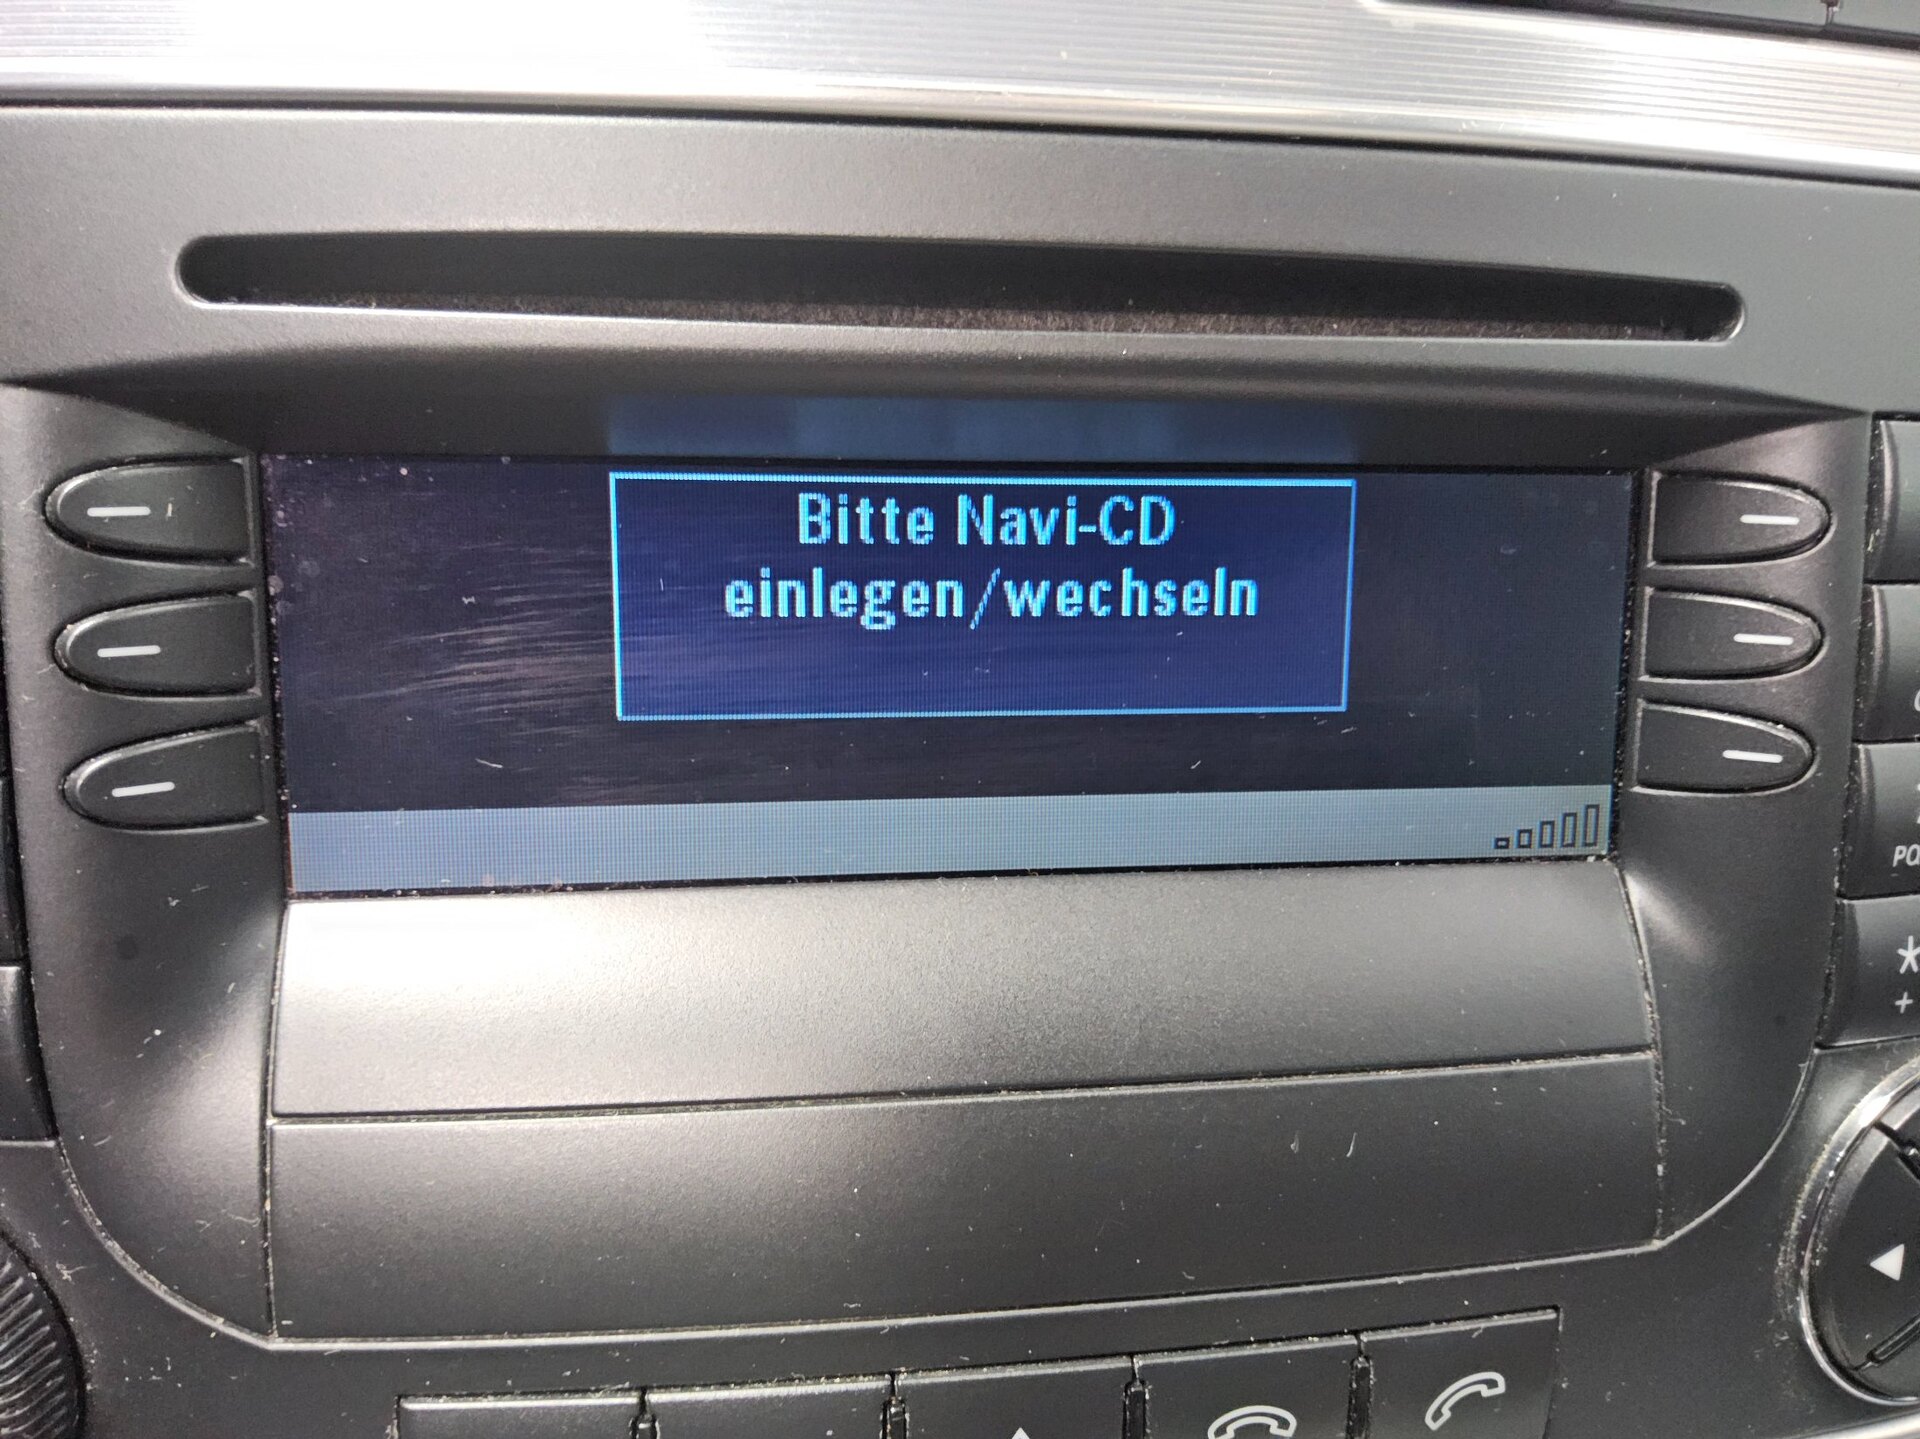 Bitte Navi-CD
einlegen/wechseln
*
+